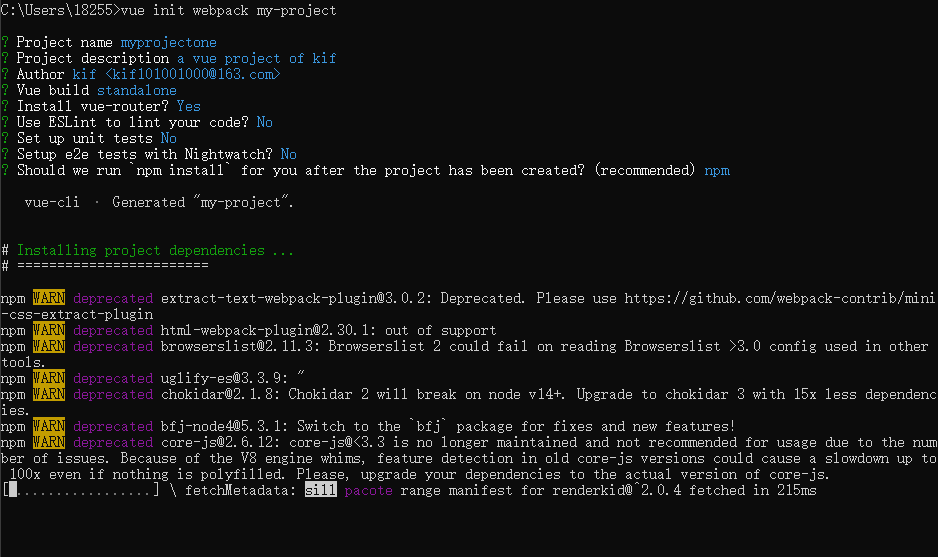 C:\Users\18255>vue init webpack my-project
? Project name myprojectone
? Project description a vue project of kif
? Author kif <kif101001000@163.com>
? Vue build standalone
? Install vue-router? Yes
? Use ESLint to lint your code? No
? Set up unit tests No
? Setup e2e tests with Nightwatch? No
? Should we run `npm install` for you after the project has been created? (recommended) npm
vue-cli · Generated "my-project".
# Installing project dependencies ...
# ========================
npm WARN deprecated extract-text-webpack-plugin@3.0.2: Deprecated. Please use https://github.com/webpack-contrib/mini
-css-extract-plugin
npm WARN deprecated html-webpack-plugin@2.30.1: out of support
npm WARN deprecated browserslist@2.11.3: Browserslist 2 could fail on reading Browserslist >3.0 config used in other
tools.
npm WARN deprecated uglify-es@3.3.9: "
npm WARN deprecated chokidar@2.1.8: Chokidar 2 will break on node v14+. Upgrade to chokidar 3 with 15x less dependenc
ies.
npm WARN deprecated bfj-node4@5.3.1: Switch to the `bfj` package for fixes and new features!
npm WARN deprecated core-js@2.6.12: core-js@<3.3 is no longer maintained and not recommended for usage due to the num
ber of issues. Because of the V8 engine whims, feature detection in old core-js versions could cause a slowdown up to
100x even if nothing is polyfilled. Please, upgrade your dependencies to the actual version of core-js.
[ .................] \ fetchMetadata: sill pacote range manifest for renderkid@^2.0.4 fetched in 215ms